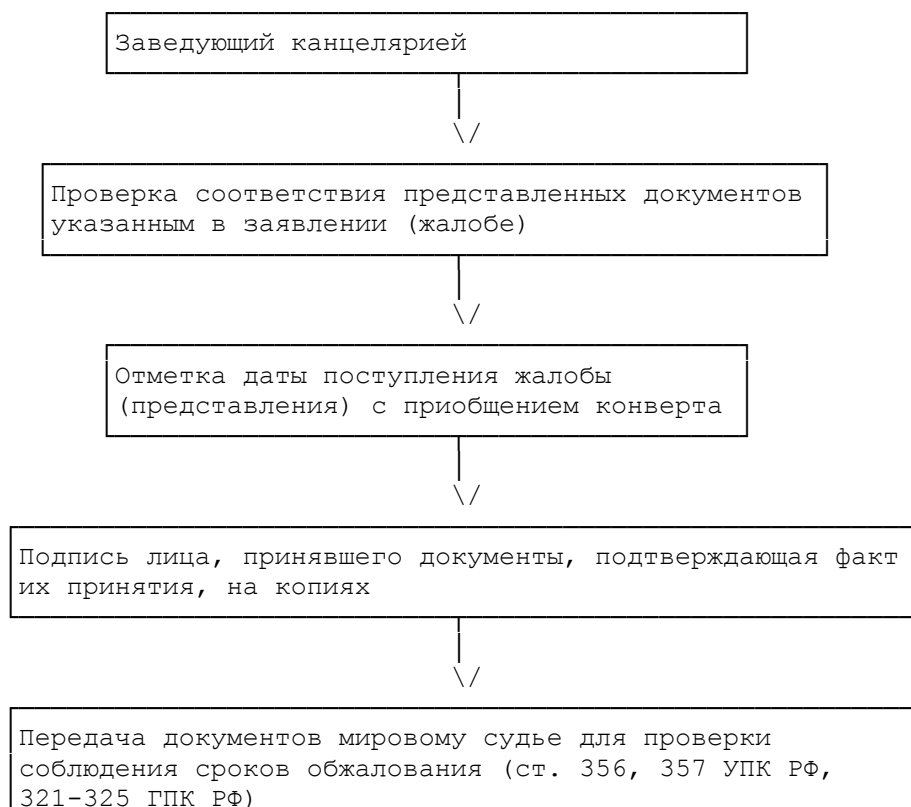 Заведующий канцелярией
\/
Проверка соответствия представленных документов
указанным в заявлении (жалобе)
\/
Отметка даты поступления жалобы
(представления) с приобщением конверта
\/
Подпись лица, принявшего документы, подтверждающая факт
их принятия, на копиях
\/
Передача документов мировому судье для проверки
соблюдения сроков обжалования (ст. 356, 357 УПК РФ,
321-325 ГПК РФ)